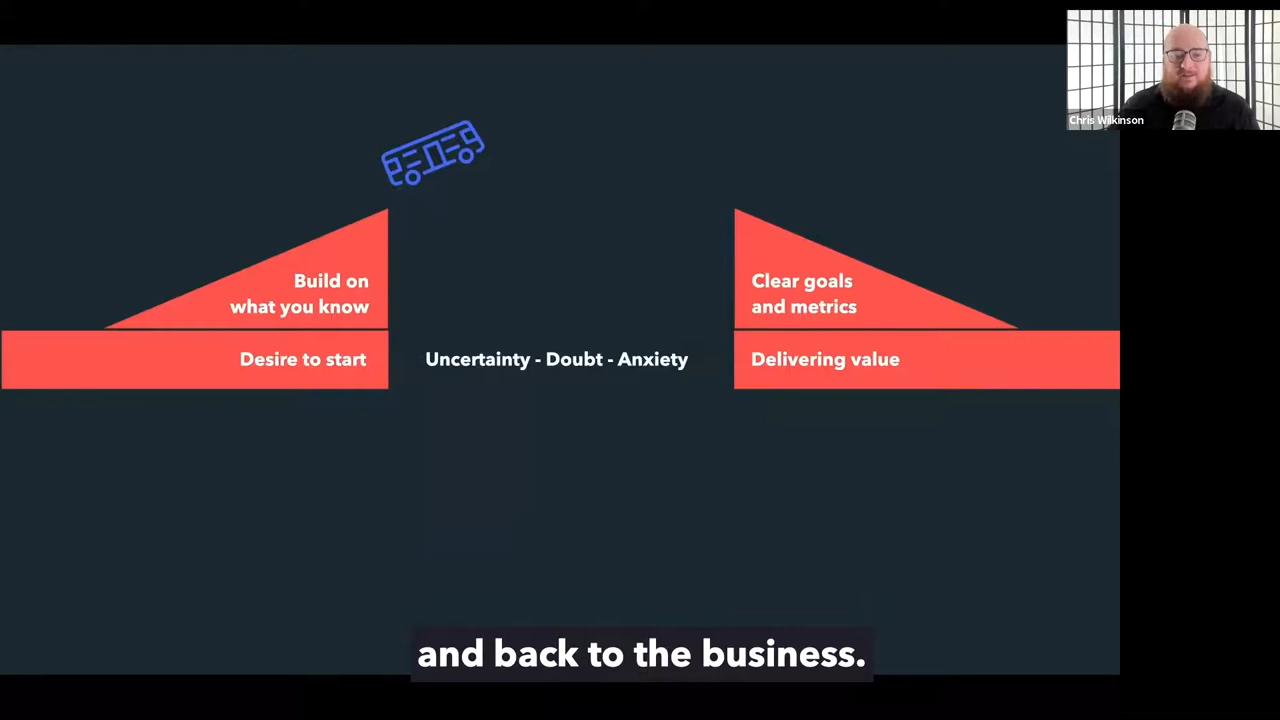 Chris Wilkinson
Build on
what you know
Clear goals
and metrics
Desire to start
Uncertainty - Doubt - Anxiety
Delivering value
and back to the business.